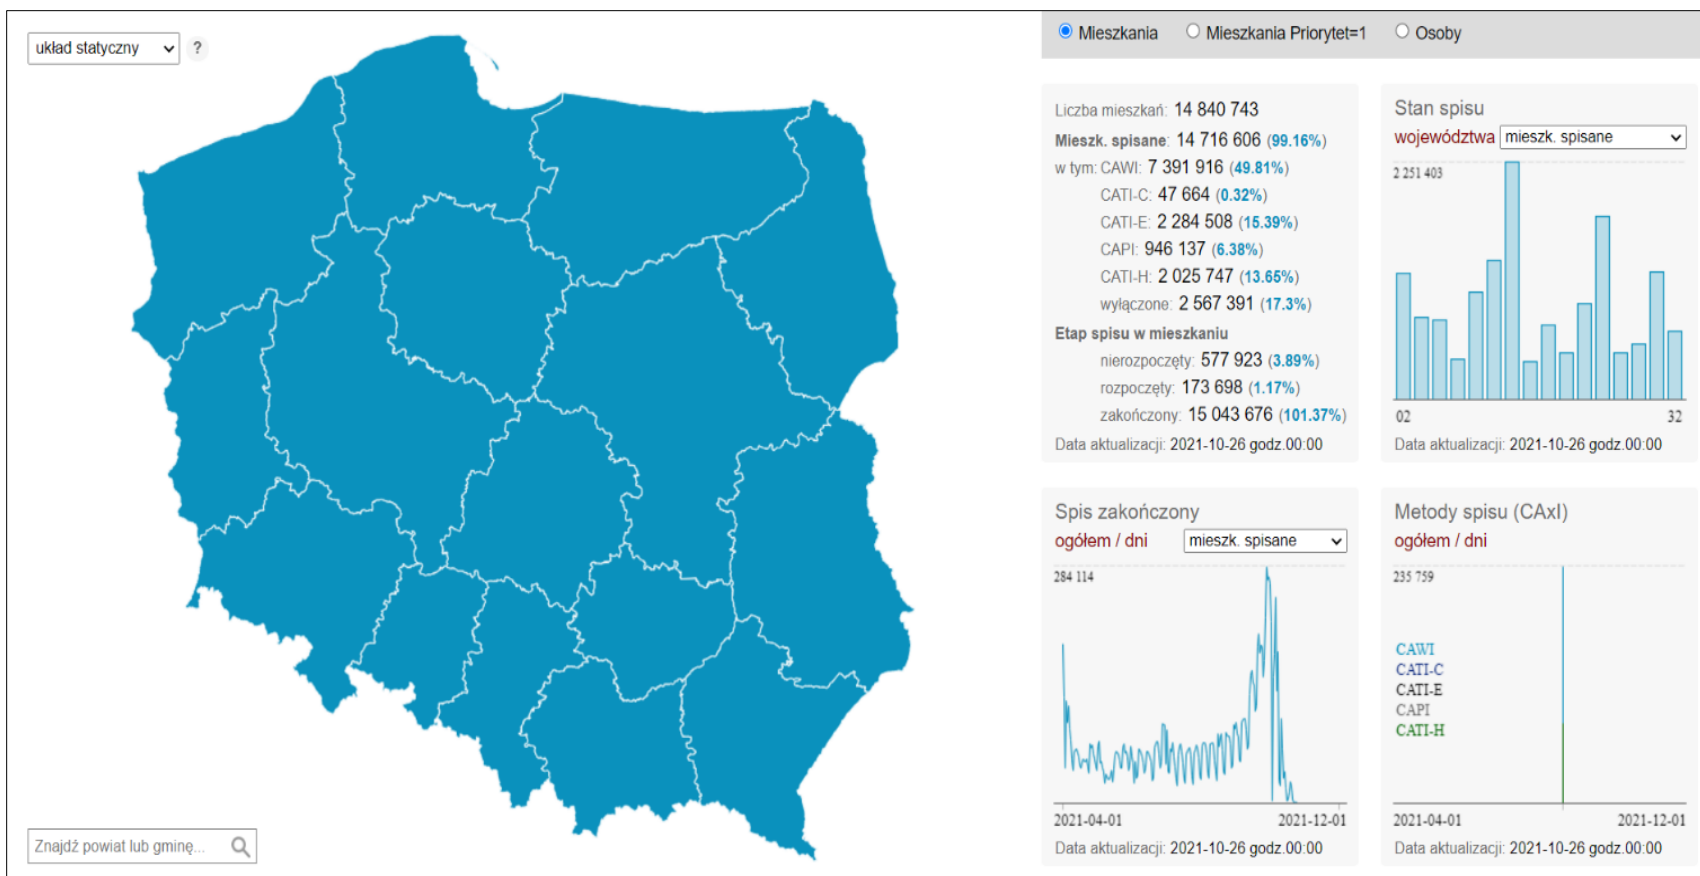 układ statyczny
?
Mieszkania
Mieszkania Priorytet=1
Osoby
Liczba mieszkań: 14 840 743
Mieszk. spisane: 14 716 606 (99.16%)
w tym: CAWI: 7 391 916 (49.81%)
CATI-C: 47 664 (0.32%)
CATI-E: 2 284 508 (15.39%)
CAPI: 946 137 (6.38%)
CATI-H: 2 025 747 (13.65%)
wyłączone: 2 567 391 (17.3%)
Etap spisu w mieszkaniu
nierozpoczęty: 577 923 (3.89%)
rozpoczęty: 173 698 (1.17%)
zakończony: 15 043 676 (101.37%)
Data aktualizacji: 2021-10-26 godz.00:00
Stan spisu
województwa mieszk. spisane
2 251 403
02 32
Data aktualizacji: 2021-10-26 godz.00:00
Spis zakończony
ogółem / dni mieszk. spisane
284 114
2021-04-01 2021-12-01
Data aktualizacji: 2021-10-26 godz.00:00
Metody spisu (CAxI)
ogółem / dni
235 759
CAWI
CATI-C
CATI-E
CAPI
CATI-H
2021-04-01 2021-12-01
Data aktualizacji: 2021-10-26 godz.00:00
Znajdź powiat lub gminę...